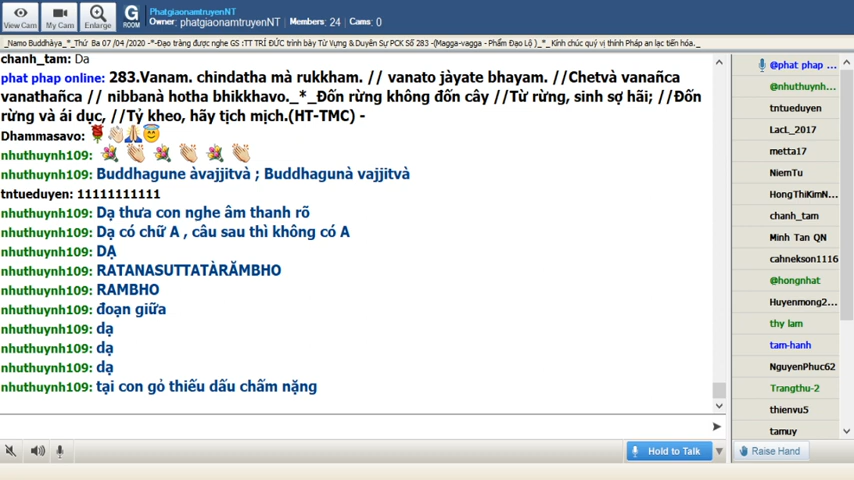 View Cam
My Cam
Enlarge
G
ROOM
PhatgiaonamtruyenNT
Owner: phatgiaonamtruyenNT | Members: 24 | Cams: 0
_Namo Buddhàya_*_Thứ Ba 07 /04 /2020 -*-Đạo tràng được nghe GS :TT TRÍ ĐỨC trình bày Từ Vựng & Duyên Sự PCK Số 283 -(Magga-vagga - Phẩm Đạo Lộ )_*_ Kính chúc quý vị thính Pháp an lạc tiến hóa._
chanh_tam: Da
phat phap online: 283.Vanam. chindatha mà rukkham. // vanato jàyate bhayam. //Chetvà vanañca
vanathañca // nibbanà hotha bhikkhavo._*_Đốn rừng không đốn cây //Từ rừng, sinh sợ hãi; //Đốn
rừng và ái dục, //Tỷ kheo, hãy tịch mịch.(HT-TMC) -
Dhammasavo:
nhuthuynh109:
nhuthuynh109: Buddhagune àvajjitvà ; Buddhagunà vajjitvà
tntueduyen: 11111111111
nhuthuynh109: Dạ thưa con nghe âm thanh rõ
nhuthuynh109: Dạ có chữ A , câu sau thì không có A
nhuthuynh109: DẠ
nhuthuynh109: RATANASUTTATÀRĂMBHO
nhuthuynh109: RAMBHO
nhuthuynh109: đoạn giữa
nhuthuynh109: dạ
nhuthuynh109: dạ
nhuthuynh109: dạ
nhuthuynh109: tại con gỏ thiếu dấu chấm nặng
@phat phap ...
@nhuthuynh...
tntueduyen
LacL_2017
metta17
NiemTu
HongThiKimN...
chanh_tam
Minh Tan QN
cahnekson1116
@hongnhat
Huyenmong2...
thy lam
tam-hanh
NguyenPhuc62
Trangthu-2
thienvu5
tamuy
Hold to Talk
Raise Hand